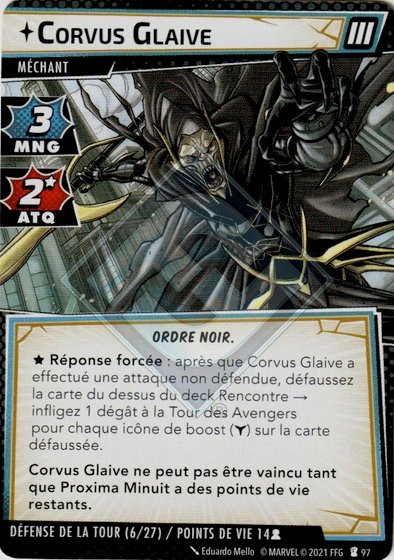 CORVUS GLAIVE
III
MÉCHANT
3
MNG
2★
ATQ
ORDRE NOIR.
★ Réponse forcée : après que Corvus Glaive a
effectué une attaque non défendue, défaussez
la carte du dessus du deck Rencontre →
infligez 1 dégât à la Tour des Avengers
pour chaque icône de boost () sur la carte
défaussée.
Corvus Glaive ne peut pas être vaincu tant
que Proxima Minuit a des points de vie
restants.
DÉFENSE DE LA TOUR (6/27) / POINTS DE VIE 14
Eduardo Mello © MARVEL © 2021 FFG 97